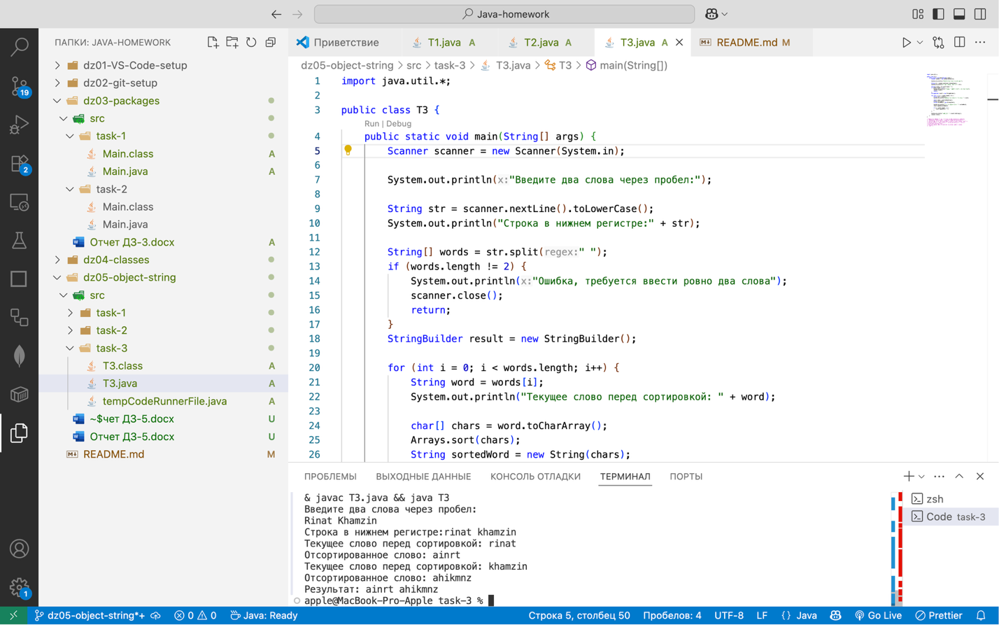 Java-homework
ПАПКИ: JAVA-HOMEWORK
dz01-VS-Code-setup
dz02-git-setup
dz03-packages
src
task-1
Main.class A
Main.java A
task-2
Main.class
Main.java
Отчет ДЗ-3.docx A
dz04-classes
dz05-object-string
src
task-1
task-2
task-3
T3.class A
T3.java A
tempCodeRunnerFile.java A
~$чет ДЗ-5.docx U
Отчет ДЗ-5.docx U
README.md M
19
2
1
Приветствие T1.java A T2.java A T3.java A README.md M
dz05-object-string > src > task-3 > T3.java > T3 > main(String[])
1 import java.util.*;
2
3 public class T3 {
Run | Debug
4 public static void main(String[] args) {
5 Scanner scanner = new Scanner(System.in);
6
7 System.out.println(x:"Введите два слова через пробел:");
8
9 String str = scanner.nextLine().toLowerCase();
10 System.out.println("Строка в нижнем регистре:" + str);
11
12 String[] words = str.split(regex:" ");
13 if (words.length != 2) {
14 System.out.println(x:"Ошибка, требуется ввести ровно два слова");
15 scanner.close();
16 return;
17 }
18 StringBuilder result = new StringBuilder();
19
20 for (int i = 0; i < words.length; i++) {
21 String word = words[i];
22 System.out.println("Текущее слово перед сортировкой: " + word);
23
24 char[] chars = word.toCharArray();
25 Arrays.sort(chars);
26 String sortedWord = new String(chars);
ПРОБЛЕМЫ ВЫХОДНЫЕ ДАННЫЕ КОНСОЛЬ ОТЛАДКИ ТЕРМИНАЛ ПОРТЫ
& javac T3.java && java T3
Введите два слова через пробел:
Rinat Khamzin
Строка в нижнем регистре:rinat khamzin
Текущее слово перед сортировкой: rinat
Отсортированное слово: ainrt
Текущее слово перед сортировкой: khamzin
Отсортированное слово: ahikmnz
Результат: ainrt ahikmnz
apple@MacBook-Pro-Apple task-3 %
zsh
Code task-3
dz05-object-string*+ 0 0 Java: Ready Строка 5, столбец 50 Пробелов: 4 UTF-8 LF {} Java Go Live Prettier